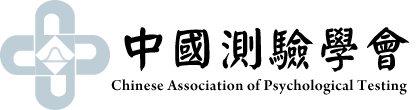 中國測驗學會
Chinese Association of Psychological Testing